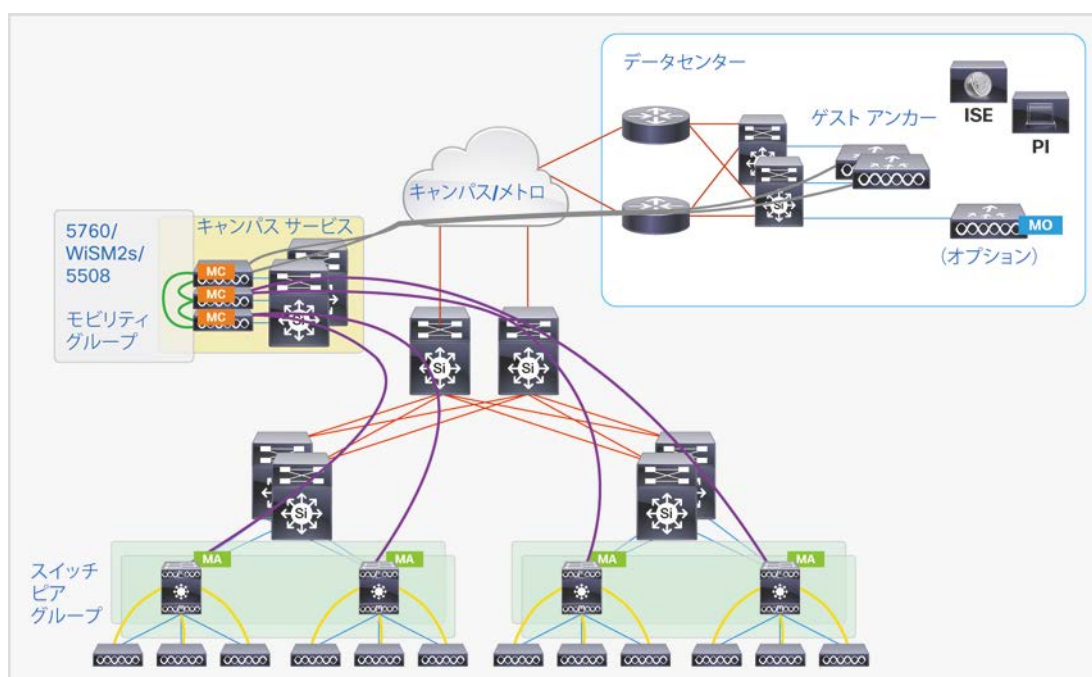 データセンター
ISE
PI
ゲスト アンカー
キャンパス/メトロ
MO
(オプション)
5760/
WiSM2s/
5508
モビリティ
グループ
キャンパス サービス
MC
MC
MC
Si
Si
Si
Si
Si
Si
MA
MA
MA
MA
スイッチ
ピア
グループ